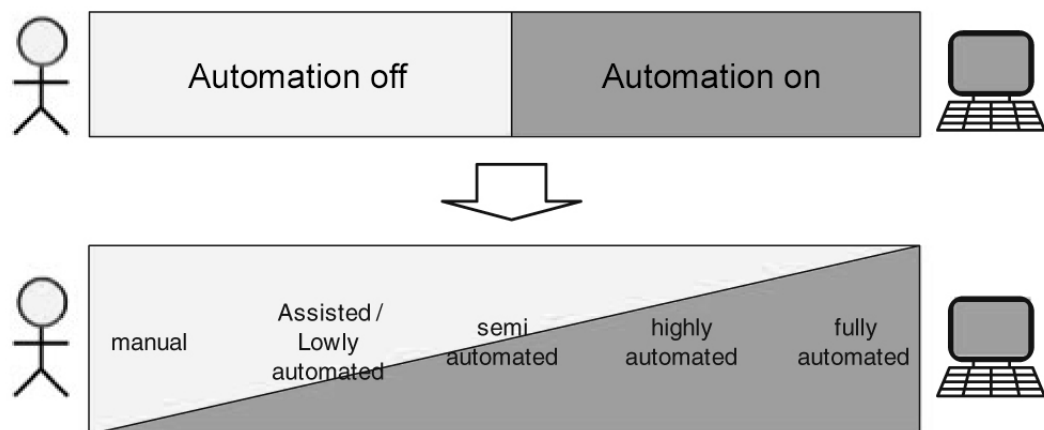 Automation off
Automation on
manual
Assisted /
Lowly
automated
semi
automated
highly
automated
fully
automated